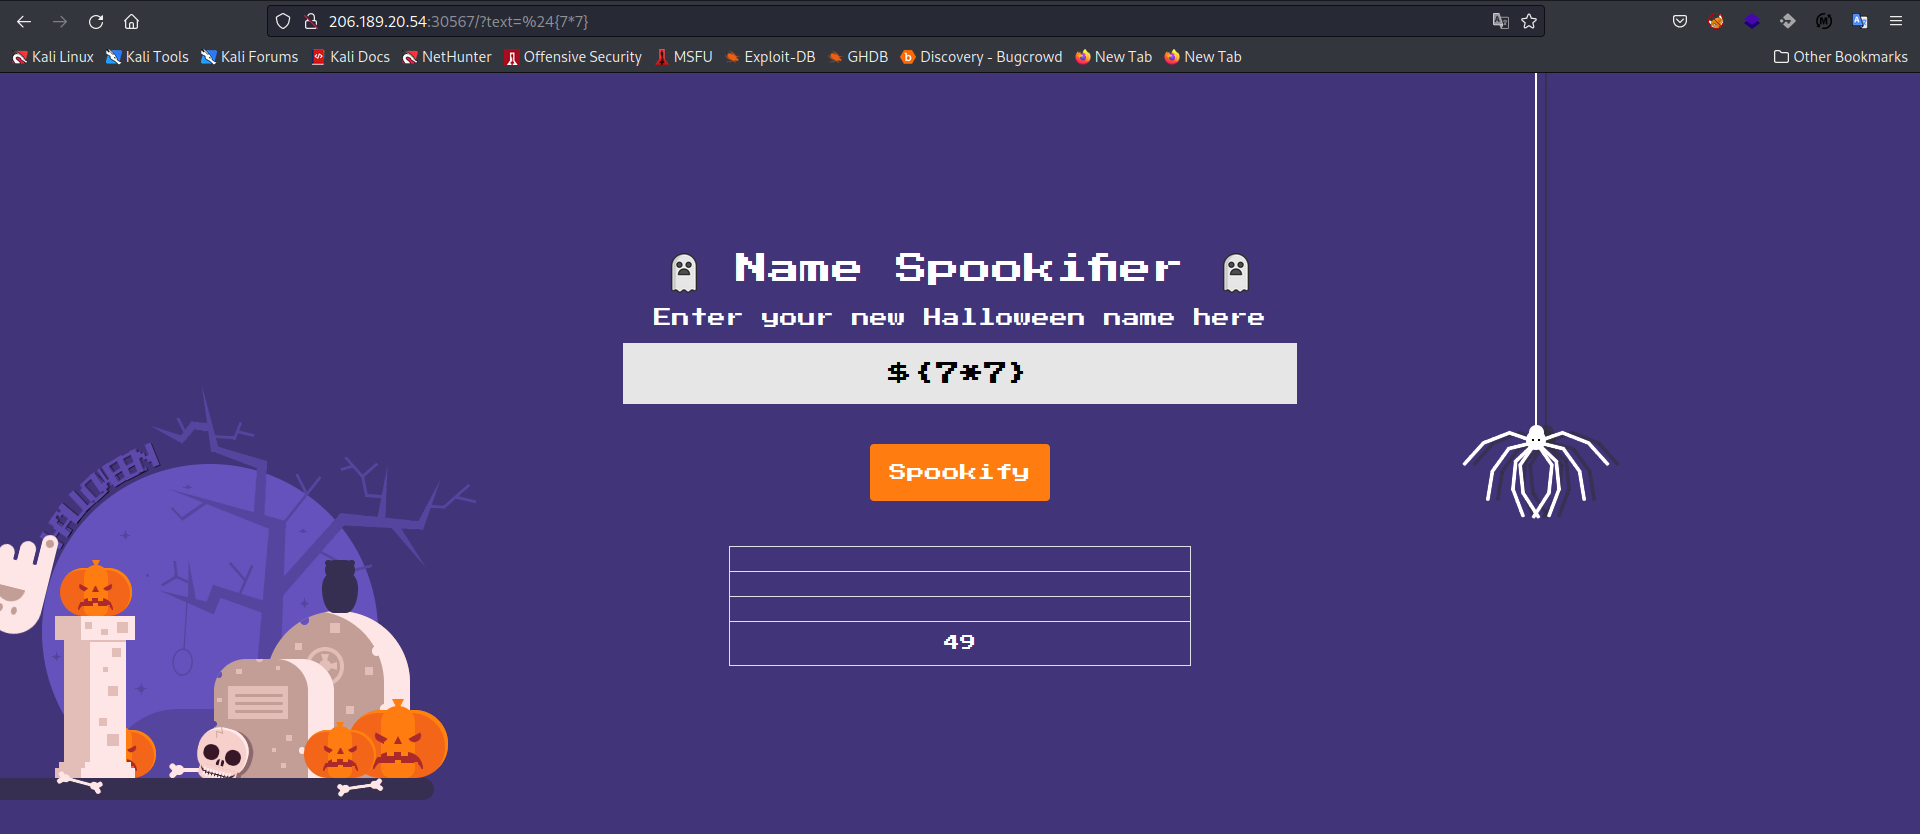 206.189.20.54:30567/?text=%24{7*7}
Kali Linux Kali Tools Kali Forums Kali Docs NetHunter Offensive Security MSFU Exploit-DB GHDB Discovery - Bugcrowd New Tab New Tab Other Bookmarks
Name Spookifier
Enter your new Halloween name here
${7*7}
Spookify
HALLOWEEN
49